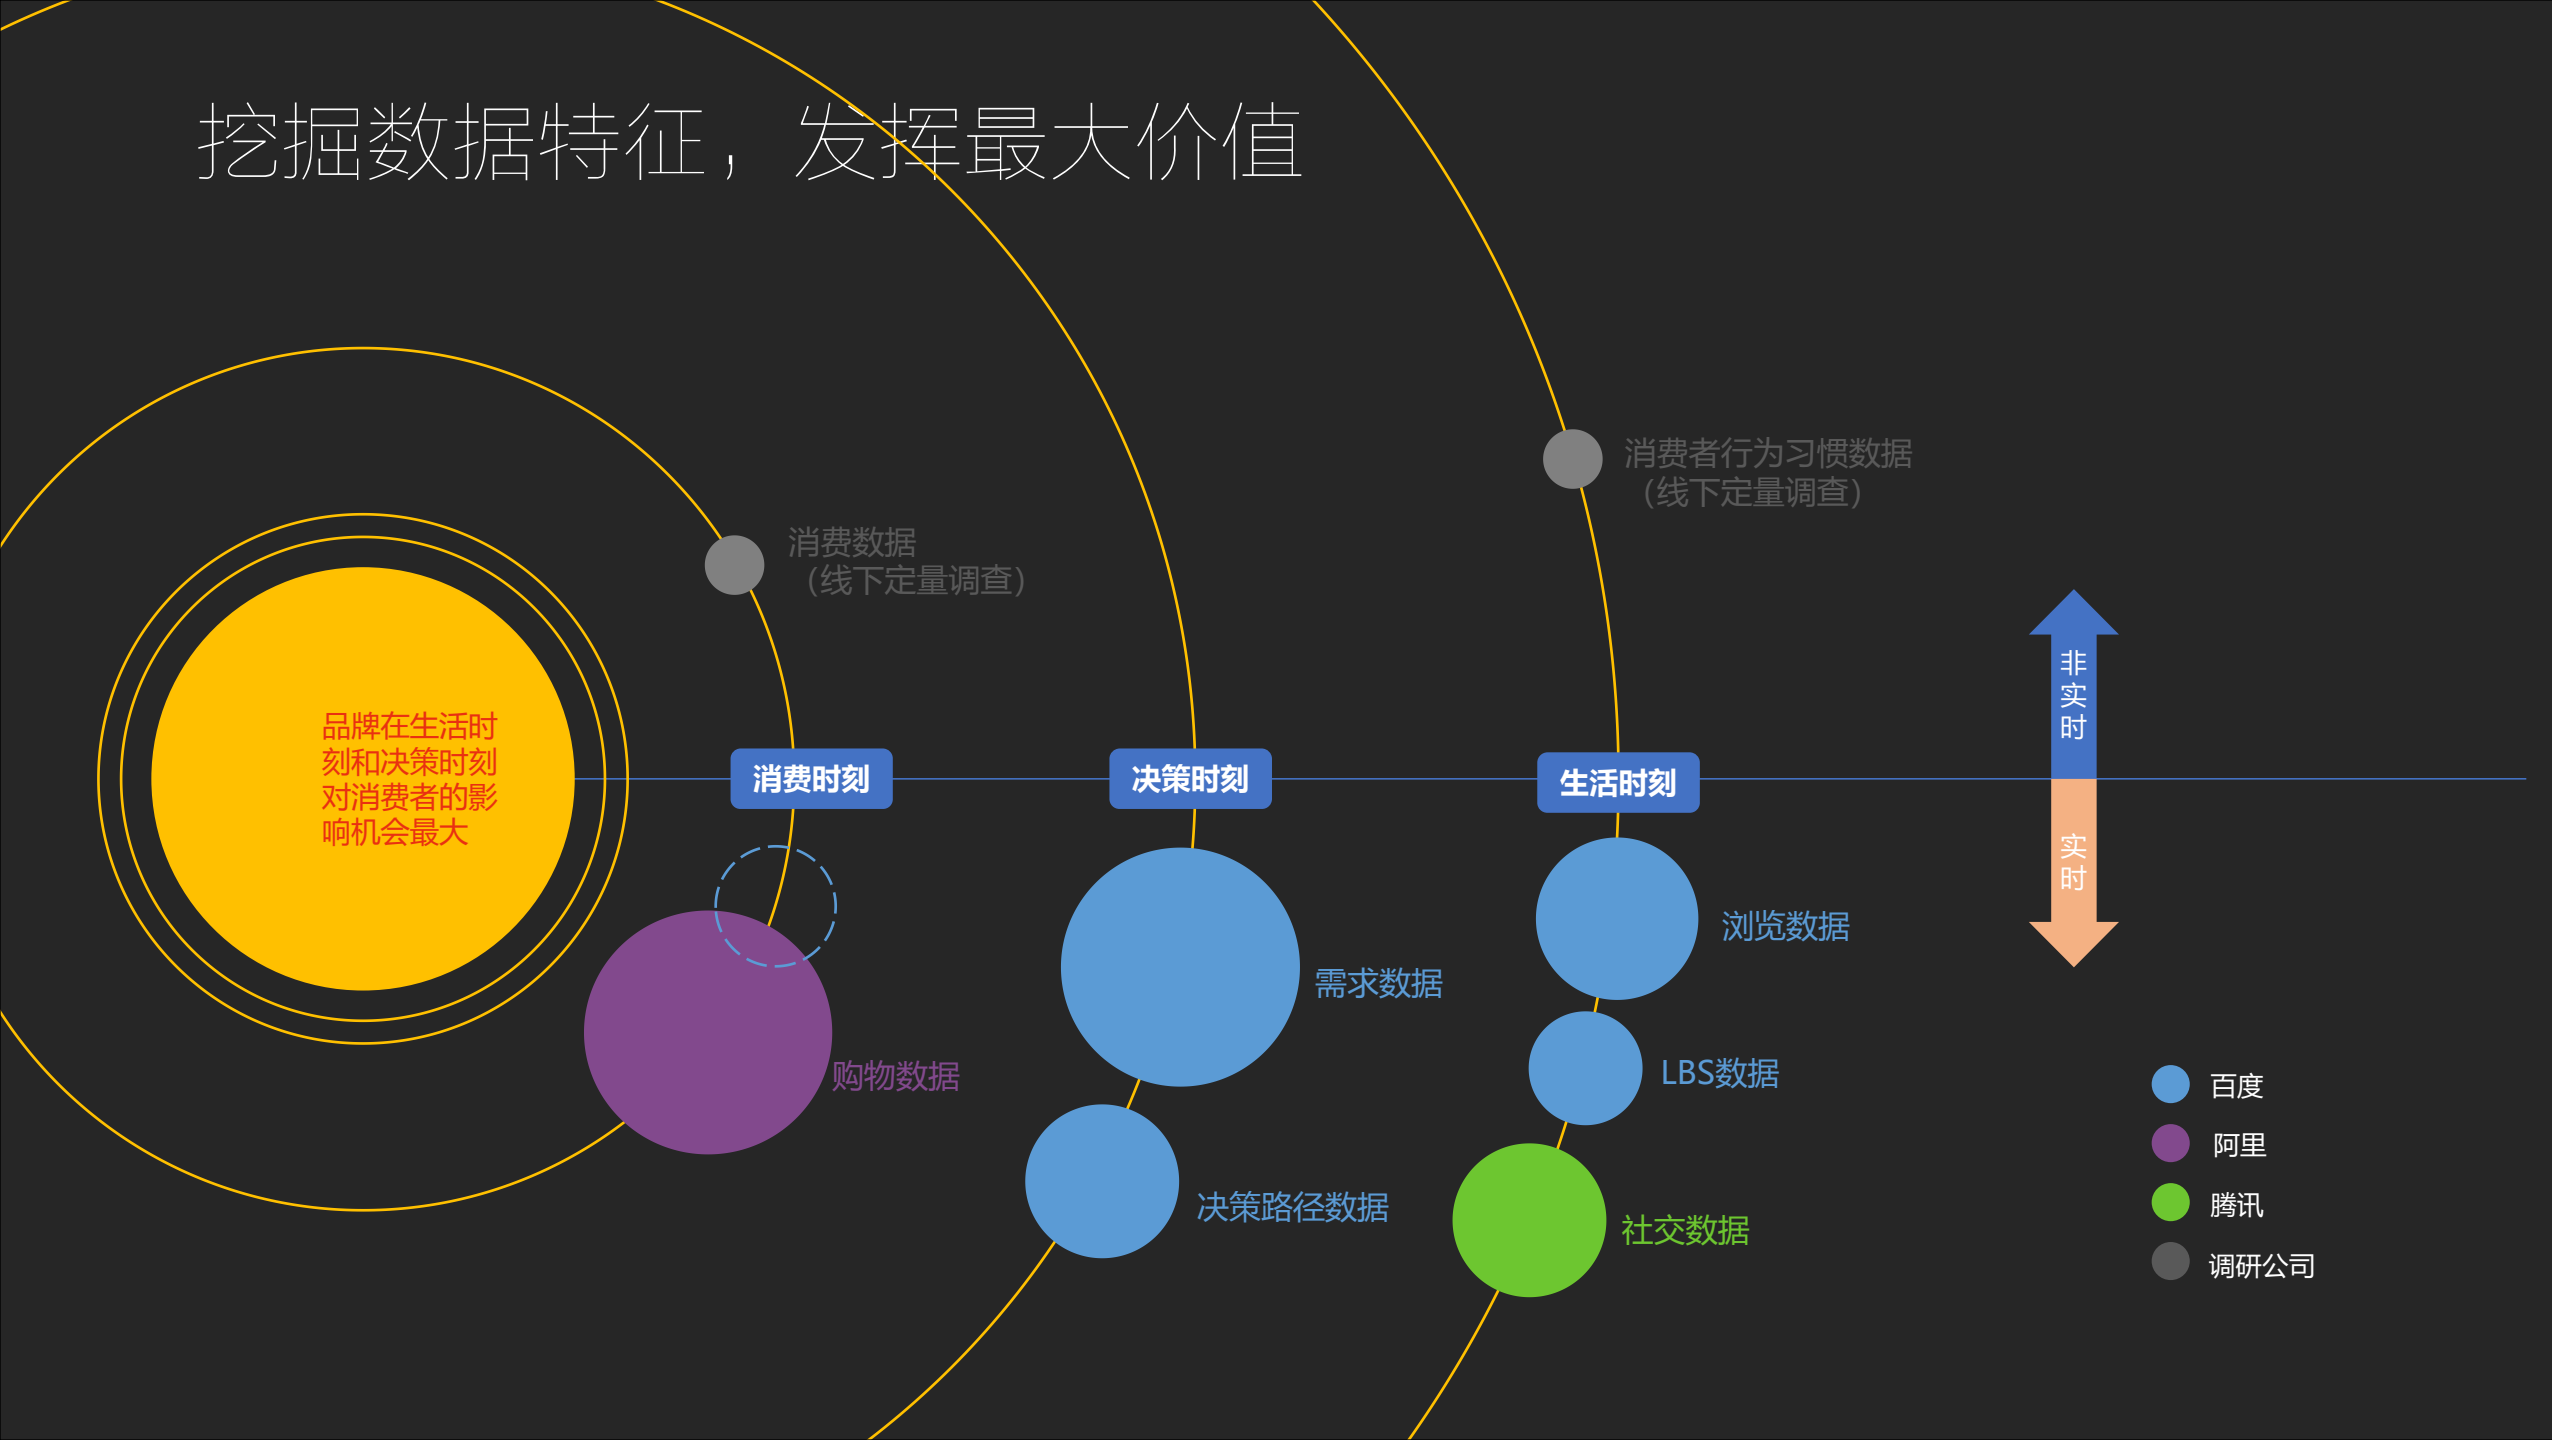 挖掘数据特征，发挥最大价值
消费者行为习惯数据
（线下定量调查）
消费数据
（线下定量调查）
非
实
时
品牌在生活时
刻和决策时刻
对消费者的影
响机会最大
消费时刻
决策时刻
生活时刻
实
时
浏览数据
需求数据
购物数据
LBS数据
决策路径数据
社交数据
百度
阿里
腾讯
调研公司